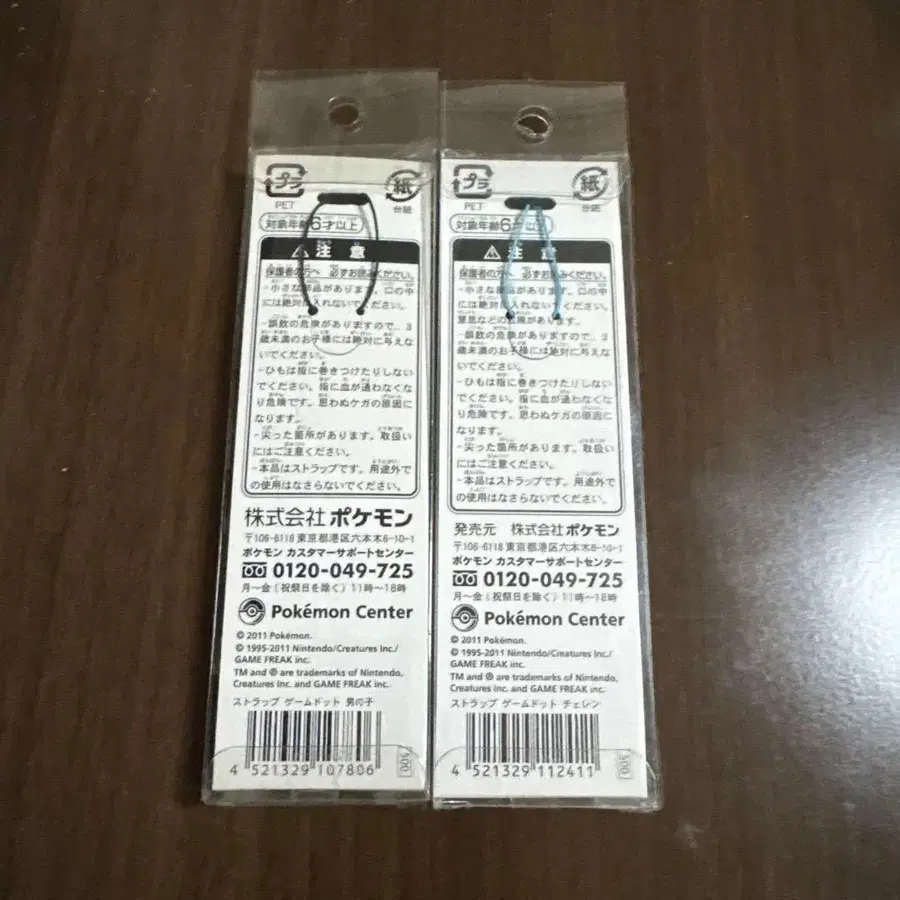 プラ
PET
紙
台紙
対象年齢6才以上
注意
保護者の方へ 必ずお読みください。
-小さな部品があります。口の中
には絶対に入れないでください。
-誤飲の危険がありますので、3
歳未満のお子様には絶対に与えな
いでください。
-ひもは指に巻きつけたりしない
でください。指に血が通わなくな
り危険です。思わぬケガの原因に
なります。
-尖った箇所があります。取扱い
にはご注意ください。
-本品はストラップです。用途外で
の使用はなさらないでください。
株式会社ポケモン
〒106-6118 東京都港区六本木6-10-1
ポケモン カスタマーサポートセンター
0120-049-725
月〜金(祝祭日を除く)11時〜18時
Pokémon Center
© 2011 Pokémon.
© 1995-2011 Nintendo/Creatures Inc./
GAME FREAK inc.
TM and ® are trademarks of Nintendo,
Creatures Inc. and GAME FREAK inc.
ストラップ ゲームドット 男の子
4 521329 107806
500
プラ
PET
紙
台紙
対象年齢6才以上
注意
保護者の方へ 必ずお読みください。
-小さな部品があります。口の中
には絶対に入れないでください。
窒息などの危険があります。
-誤飲の危険がありますので、3
歳未満のお子様には絶対に与えな
いでください。
-ひもは指に巻きつけたりしない
でください。指に血が通わなくな
り危険です。思わぬケガの原因に
なります。
-尖った箇所があります。取扱い
にはご注意ください。
-本品はストラップです。用途外で
の使用はなさらないでください。
発売元 株式会社ポケモン
〒106-6118 東京都港区六本木6-10-1
ポケモン カスタマーサポートセンター
0120-049-725
月〜金(祝祭日を除く)11時〜18時
Pokémon Center
© 2011 Pokémon.
© 1995-2011 Nintendo/Creatures Inc./
GAME FREAK inc.
TM and ® are trademarks of Nintendo,
Creatures Inc. and GAME FREAK inc.
ストラップ ゲームドット チェレン
4 521329 112411
500